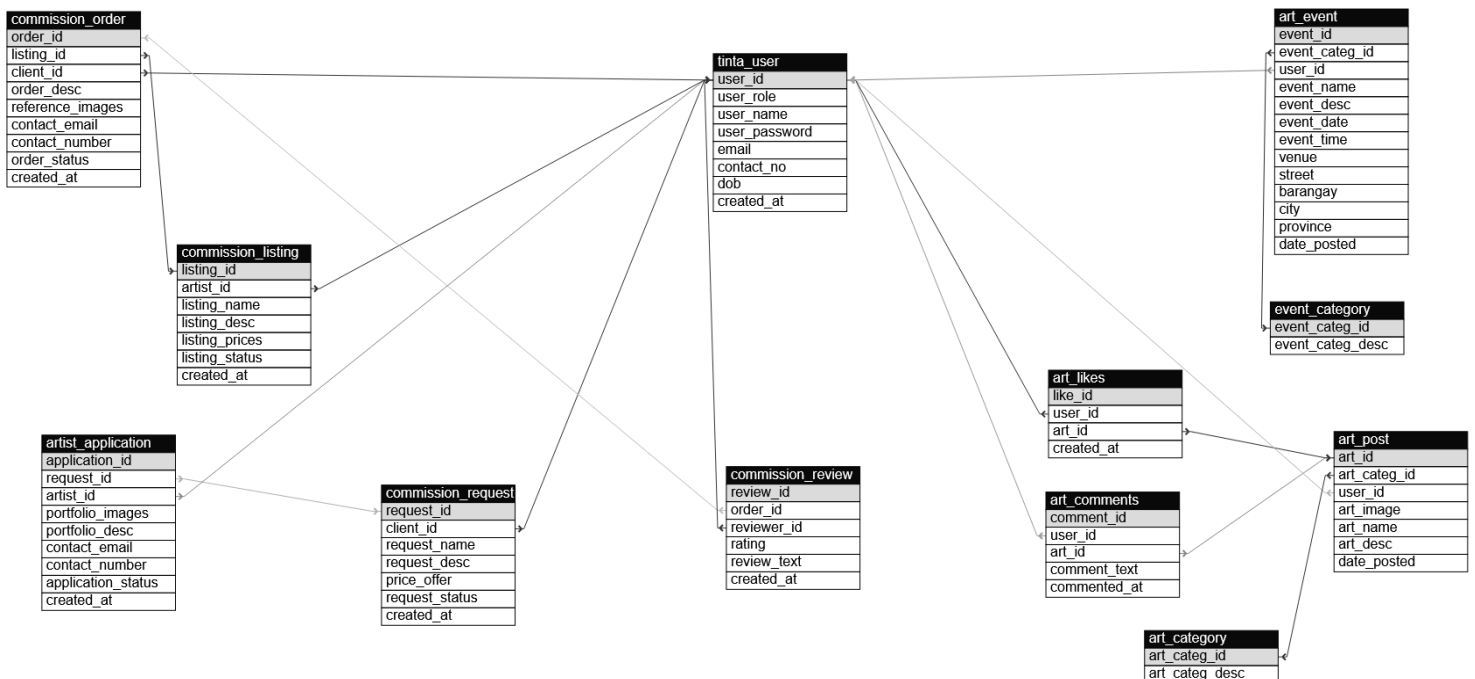 commission_order
order_id
listing_id
client_id
order_desc
reference_images
contact_email
contact_number
order_status
created_at
tinta_user
user_id
user_role
user_name
user_password
email
contact_no
dob
created_at
art_event
event_id
event_categ_id
user_id
event_name
event_desc
event_date
event_time
venue
street
barangay
city
province
date_posted
commission_listing
listing_id
artist_id
listing_name
listing_desc
listing_prices
listing_status
created_at
event_category
event_categ_id
event_categ_desc
artist_application
application_id
request_id
artist_id
portfolio_images
portfolio_desc
contact_email
contact_number
application_status
created_at
commission_request
request_id
client_id
request_name
request_desc
price_offer
request_status
created_at
commission_review
review_id
order_id
reviewer_id
rating
review_text
created_at
art_likes
like_id
user_id
art_id
created_at
art_comments
comment_id
user_id
art_id
comment_text
commented_at
art_post
art_id
art_categ_id
user_id
art_image
art_name
art_desc
date_posted
art_category
art_categ_id
art_categ_desc